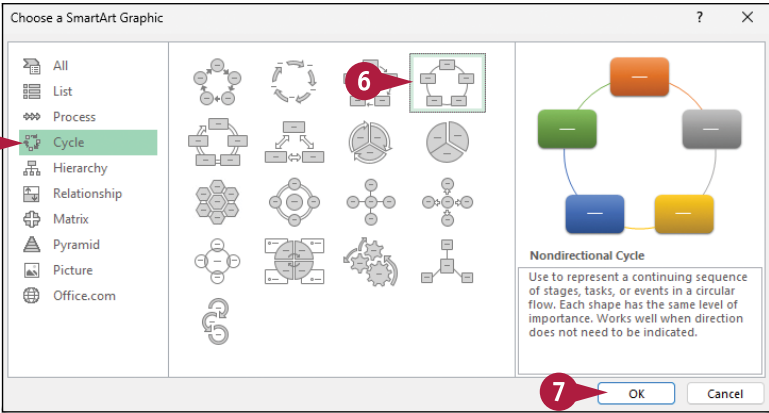 Choose a SmartArt Graphic
?
All
List
Process
Cycle
Hierarchy
Relationship
Matrix
Pyramid
Picture
Office.com
6
Nondirectional Cycle
Use to represent a continuing sequence
of stages, tasks, or events in a circular
flow. Each shape has the same level of
importance. Works well when direction
does not need to be indicated.
7
OK
Cancel